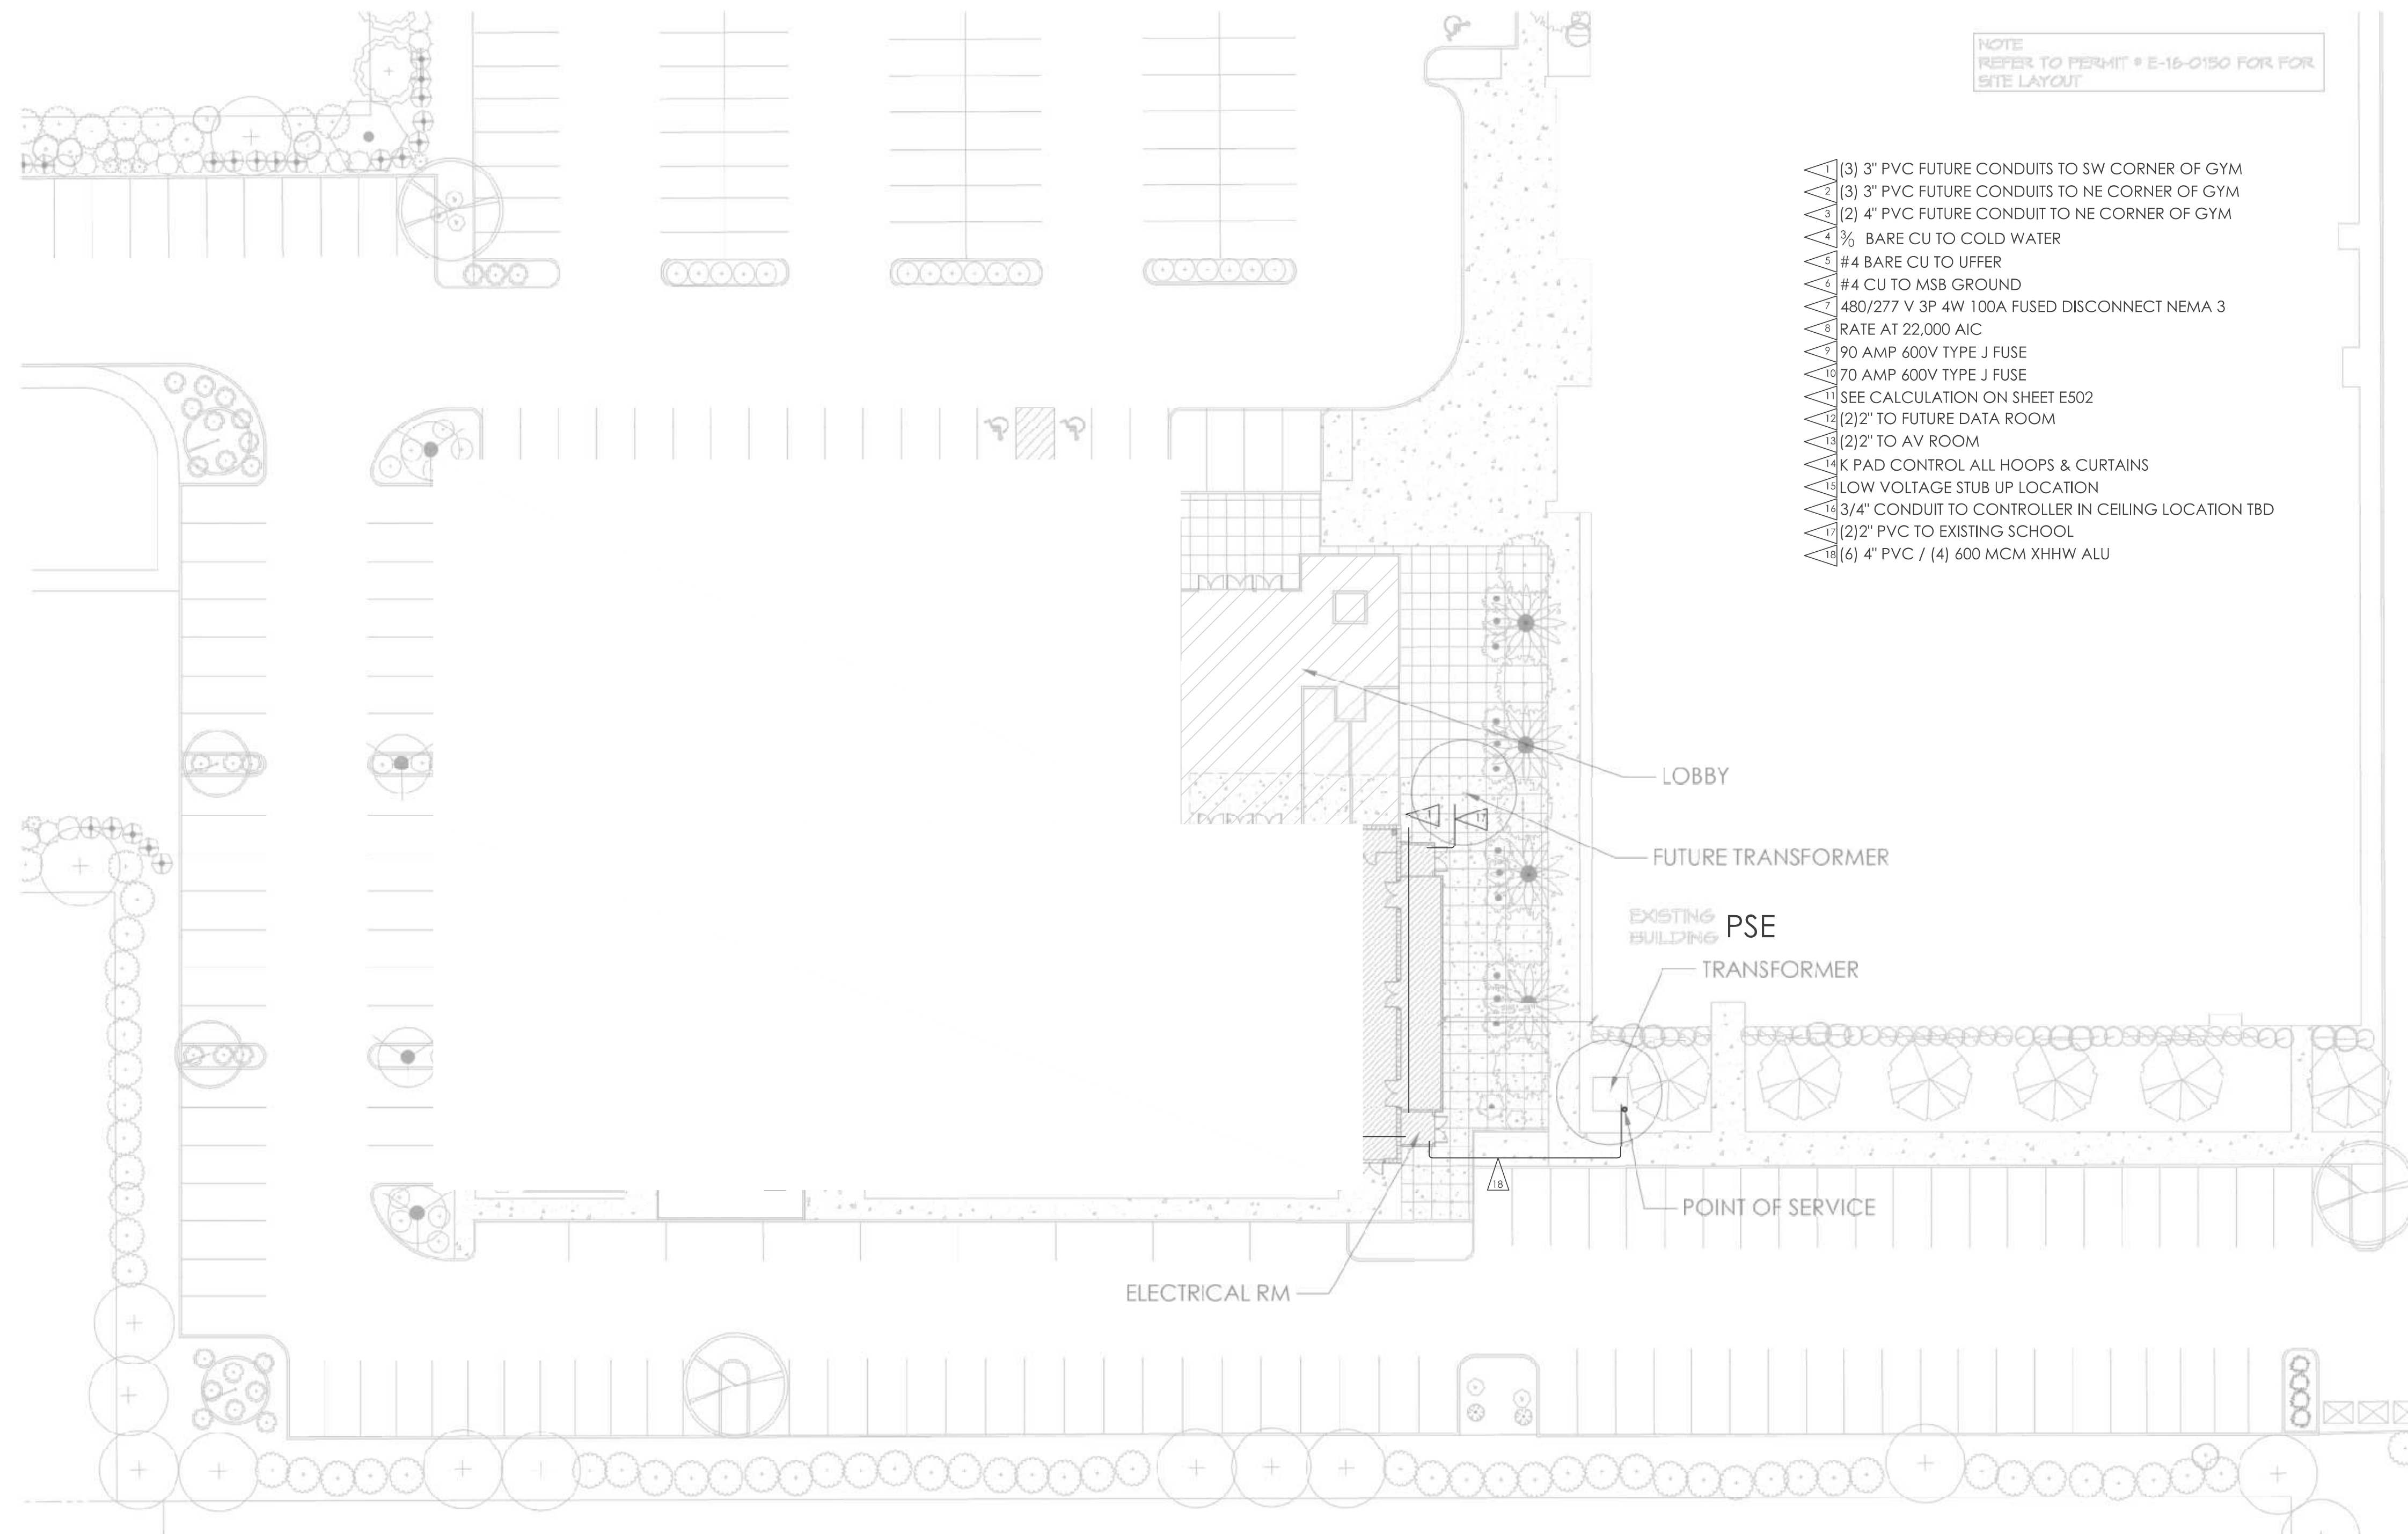 NOTE
REFER TO PERMIT # E-16-0150 FOR FOR
SITE LAYOUT
1 (3) 3" PVC FUTURE CONDUITS TO SW CORNER OF GYM
2 (3) 3" PVC FUTURE CONDUITS TO NE CORNER OF GYM
3 (2) 4" PVC FUTURE CONDUIT TO NE CORNER OF GYM
4 3/0 BARE CU TO COLD WATER
5 #4 BARE CU TO UFFER
6 #4 CU TO MSB GROUND
7 480/277 V 3P 4W 100A FUSED DISCONNECT NEMA 3
8 RATE AT 22,000 AIC
9 90 AMP 600V TYPE J FUSE
10 70 AMP 600V TYPE J FUSE
11 SEE CALCULATION ON SHEET E502
12 (2)2" TO FUTURE DATA ROOM
13 (2)2" TO AV ROOM
14 K PAD CONTROL ALL HOOPS & CURTAINS
15 LOW VOLTAGE STUB UP LOCATION
16 3/4" CONDUIT TO CONTROLLER IN CEILING LOCATION TBD
17 (2)2" PVC TO EXISTING SCHOOL
18 (6) 4" PVC / (4) 600 MCM XHHW ALU
LOBBY
1
17
FUTURE TRANSFORMER
EXISTING
BUILDING PSE
TRANSFORMER
18
POINT OF SERVICE
ELECTRICAL RM